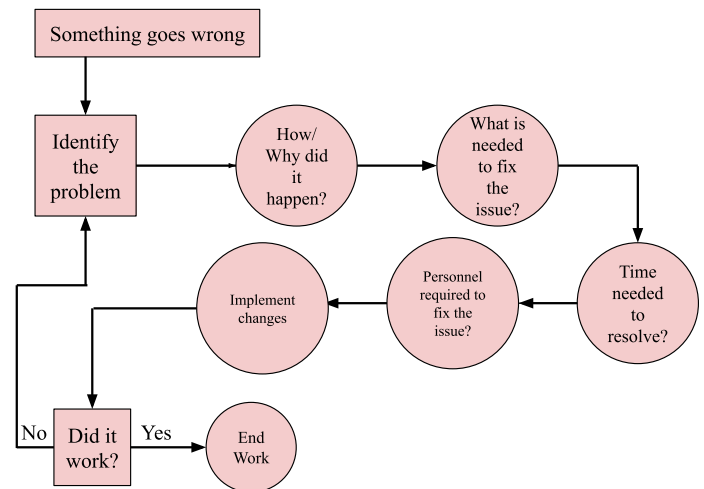 Something goes wrong
Identify
the
problem
How/
Why did
it
happen?
What is
needed
to fix
the
issue?
Time
needed
to
resolve?
Personnel
required to
fix the
issue?
Implement
changes
Did it
work?
No
Yes
End
Work